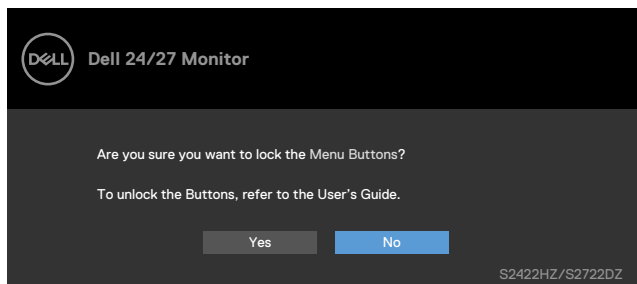 DELL Dell 24/27 Monitor
Are you sure you want to lock the Menu Buttons?
To unlock the Buttons, refer to the User's Guide.
Yes No
S2422HZ/S2722DZ